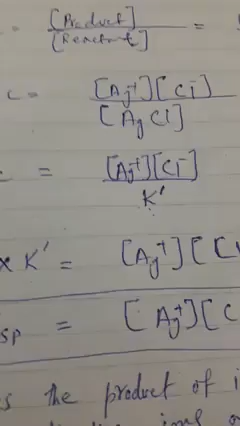 = [Product] / [Reactant] =
c = [Ag+][Cl-] / [AgCl]
= [Ag+][Cl-] / K'
x K' = [Ag+][C
SP = [Ag+][C
s the product of i